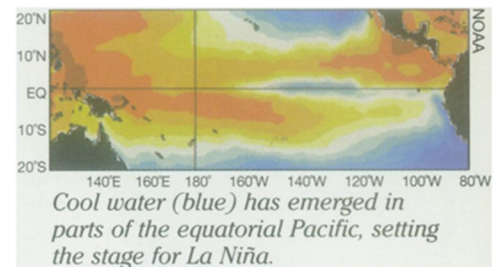 20°N
NOAA
10°N
EQ
10°S
20°S
140°E 160°E 180° 160°W 140°W 120°W 100°W 80°W
Cool water (blue) has emerged in
parts of the equatorial Pacific, setting
the stage for La Niña.